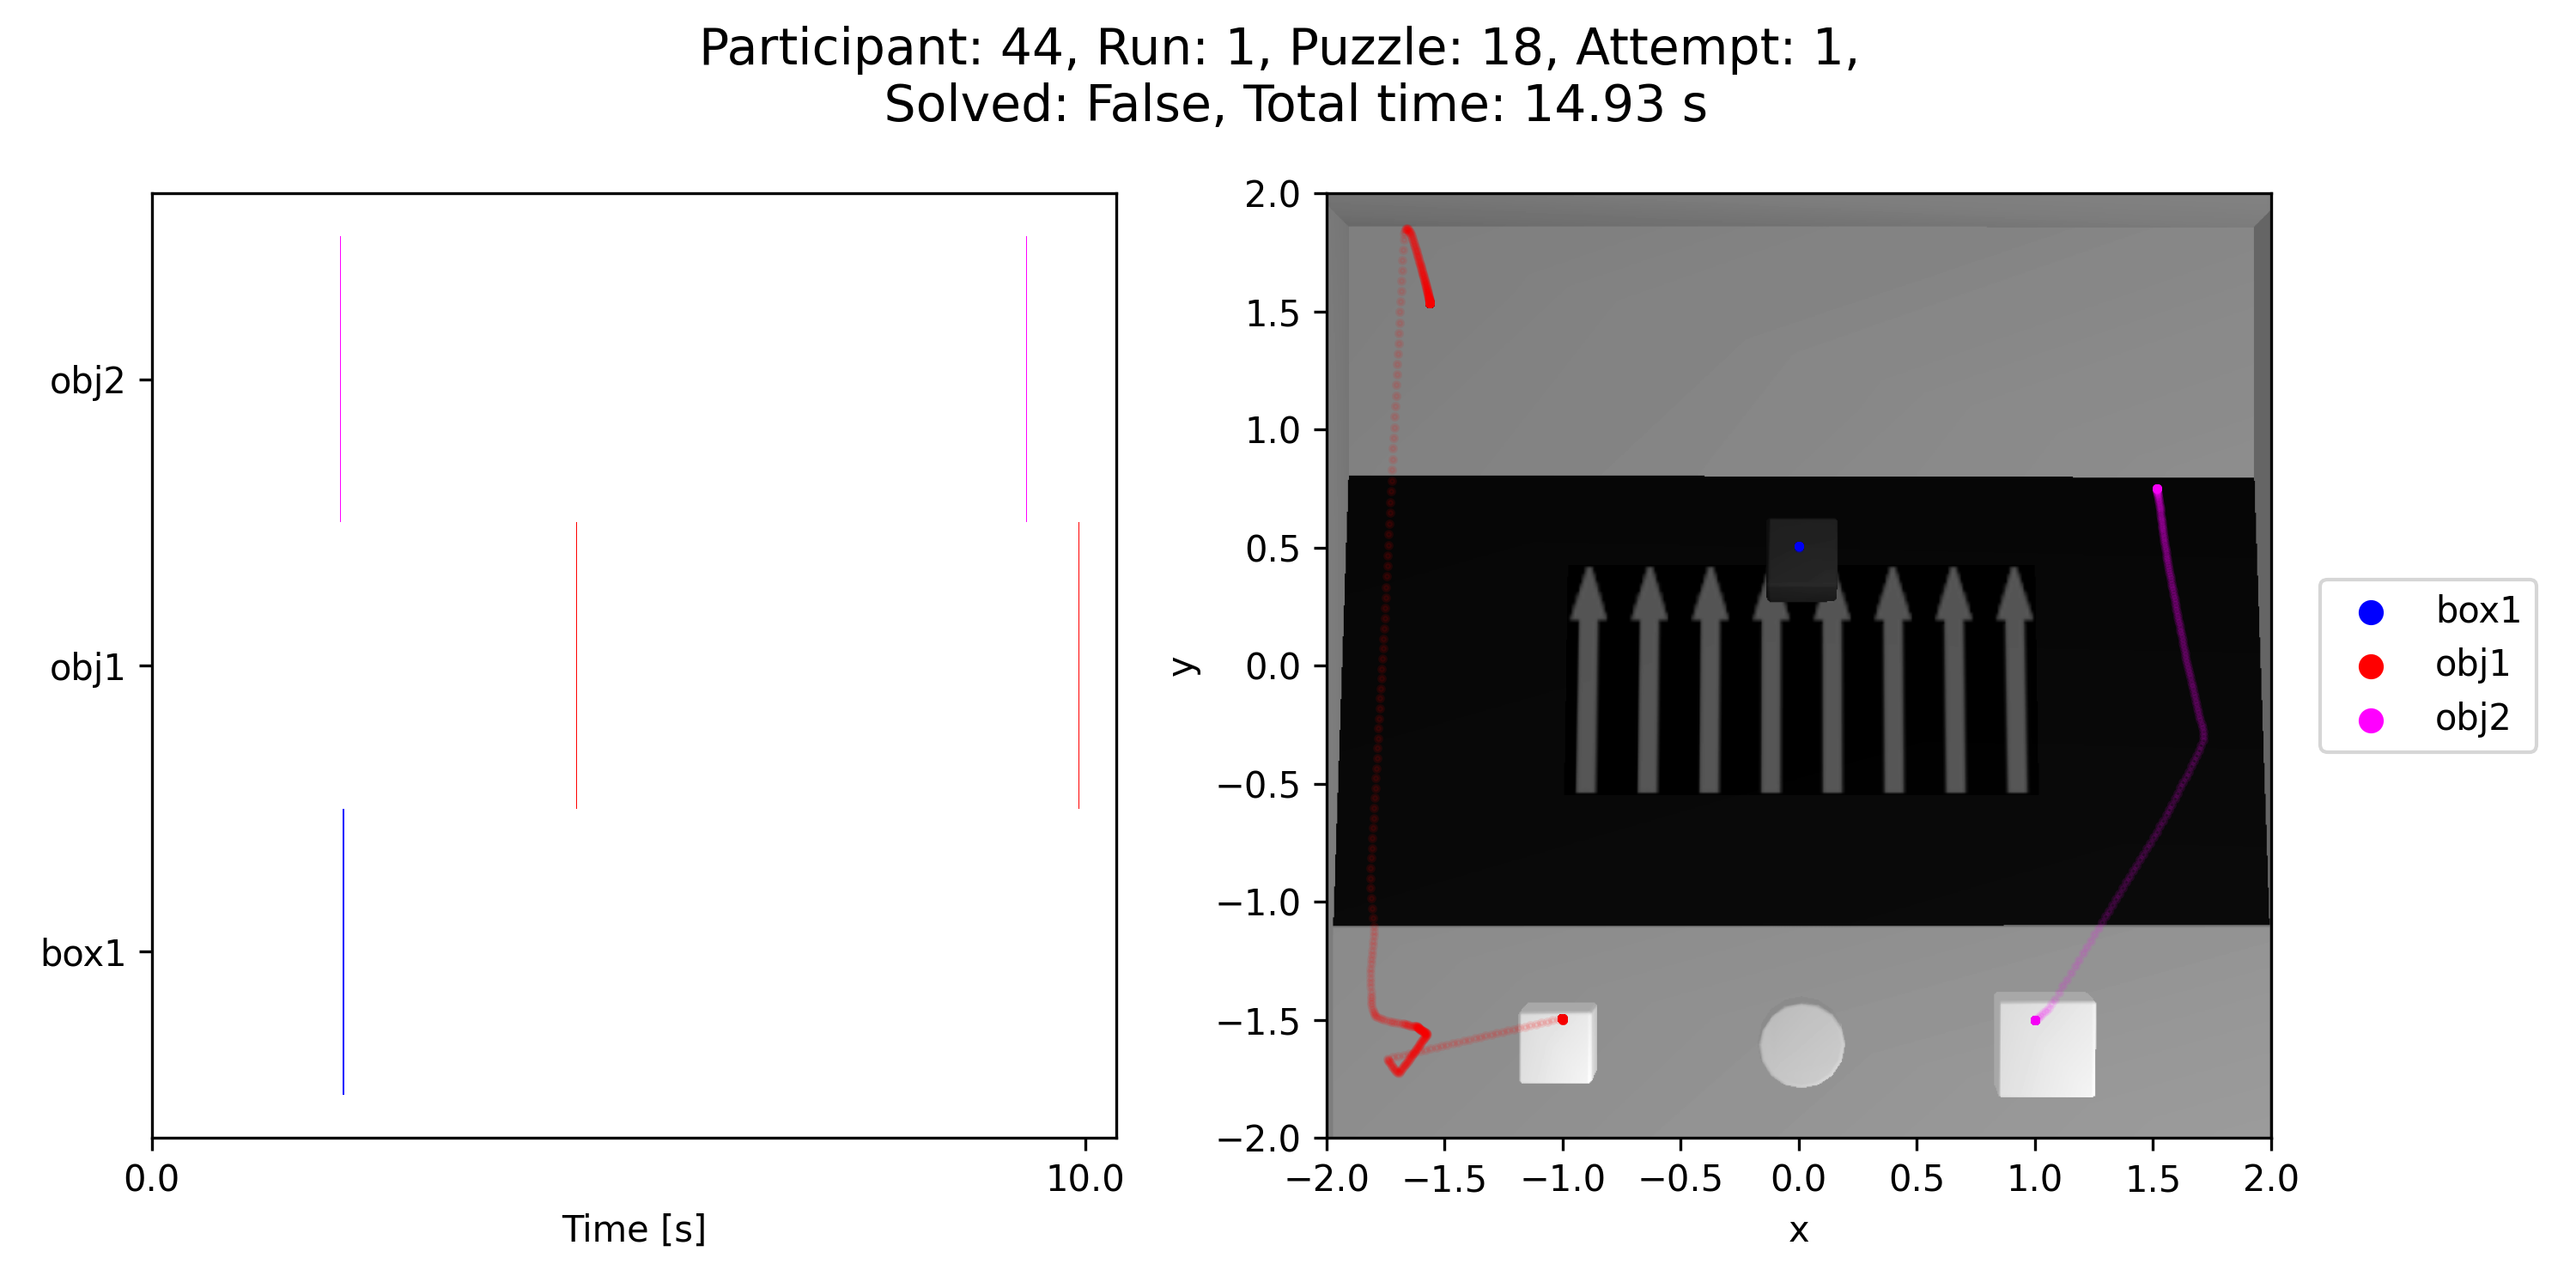 Participant: 44, Run: 1, Puzzle: 18, Attempt: 1,
Solved: False, Total time: 14.93 s
obj2
obj1
box1
0.0
10.0
Time [s]
2.0
1.5
1.0
0.5
0.0
−0.5
−1.0
−1.5
−2.0
y
−2.0
−1.5
−1.0
−0.5
0.0
0.5
1.0
1.5
2.0
x
box1
obj1
obj2